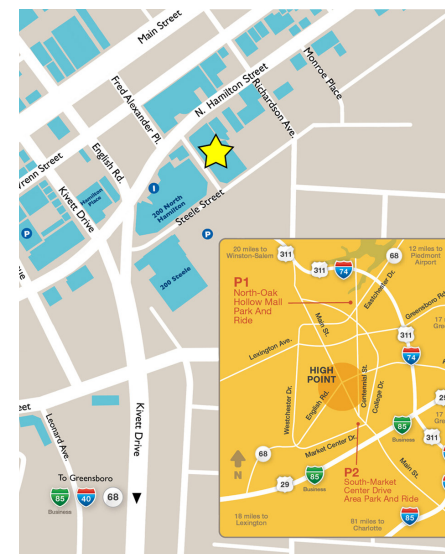 Main Street
Fred Alexander Pl.
N. Hamilton Street
Richardson Ave.
Monroe Place
English Rd.
Hamilton
Place
Kivett Drive
i
200 North
Hamilton
Steele Street
P
P
200 Steele
Leonard Ave.
Kivett Drive
To Greensboro
85
Business
40
68
20 miles to
Winston-Salem
311
311
74
68
12 miles to
Piedmont
Airport
P1
North-Oak
Hollow Mall
Park And
Ride
Eastchester Dr.
Greensboro Rd
Main St.
311
74
Lexington Ave.
HIGH
POINT
Westchester Dr.
English Rd.
Centennial St.
College Dr.
85
Business
311
68
Market Center Dr.
29
85
Business
N
P2
South-Market
Center Drive
Area Park And Ride
Main St.
18 miles to
Lexington
81 miles to
Charlotte
85